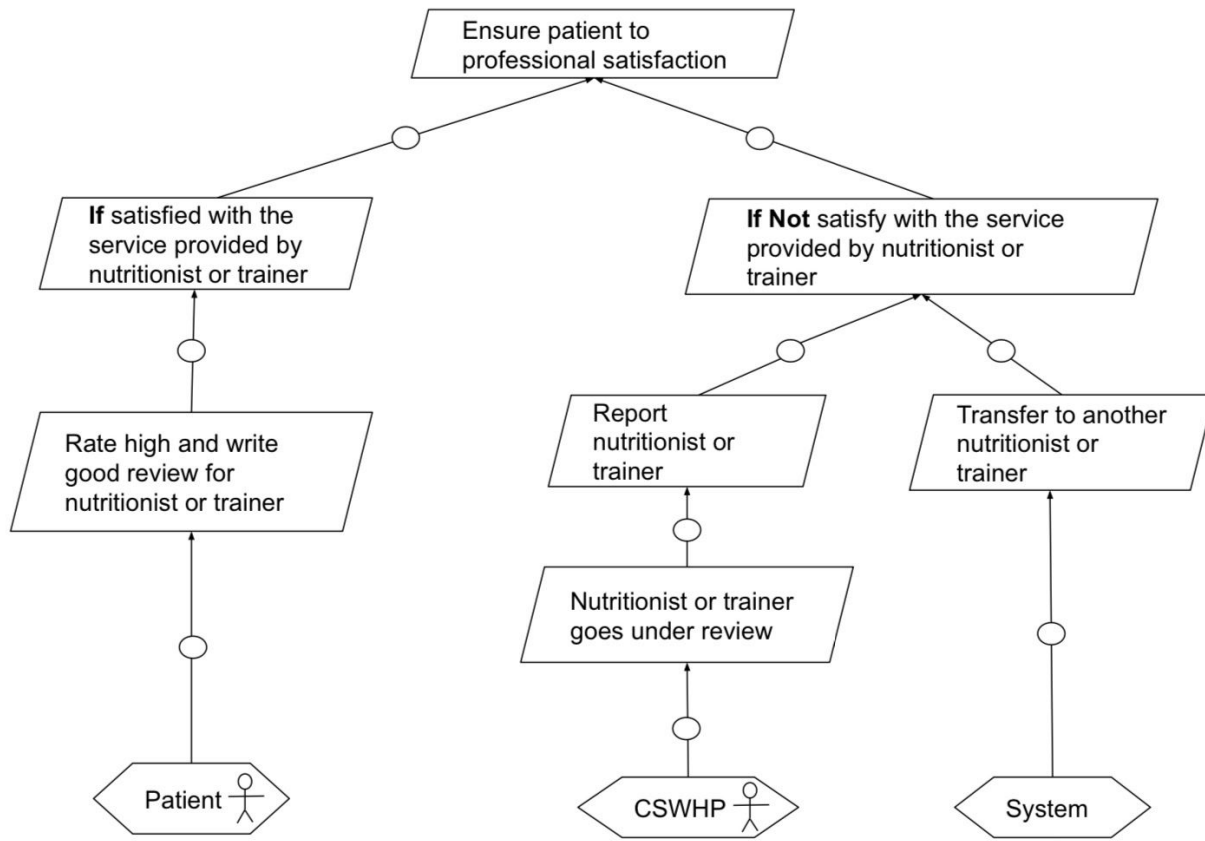 Ensure patient to
professional satisfaction
If satisfied with the
service provided by
nutritionist or trainer
If Not satisfy with the service
provided by nutritionist or
trainer
Rate high and write
good review for
nutritionist or trainer
Report
nutritionist or
trainer
Transfer to another
nutritionist or
trainer
Nutritionist or trainer
goes under review
Patient
CSWHP
System